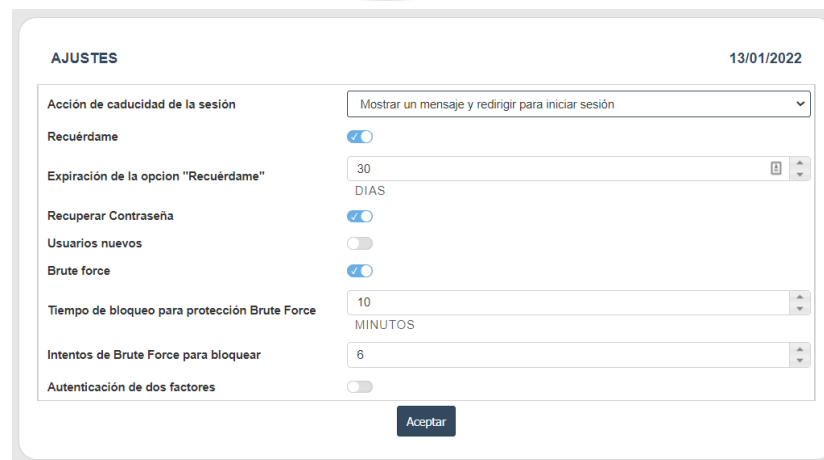 AJUSTES 13/01/2022
Acción de caducidad de la sesión Mostrar un mensaje y redirigir para iniciar sesión
Recuérdame
Expiración de la opcion "Recuérdame" 30
DIAS
Recuperar Contraseña
Usuarios nuevos
Brute force
Tiempo de bloqueo para protección Brute Force 10
MINUTOS
Intentos de Brute Force para bloquear 6
Autenticación de dos factores
Aceptar